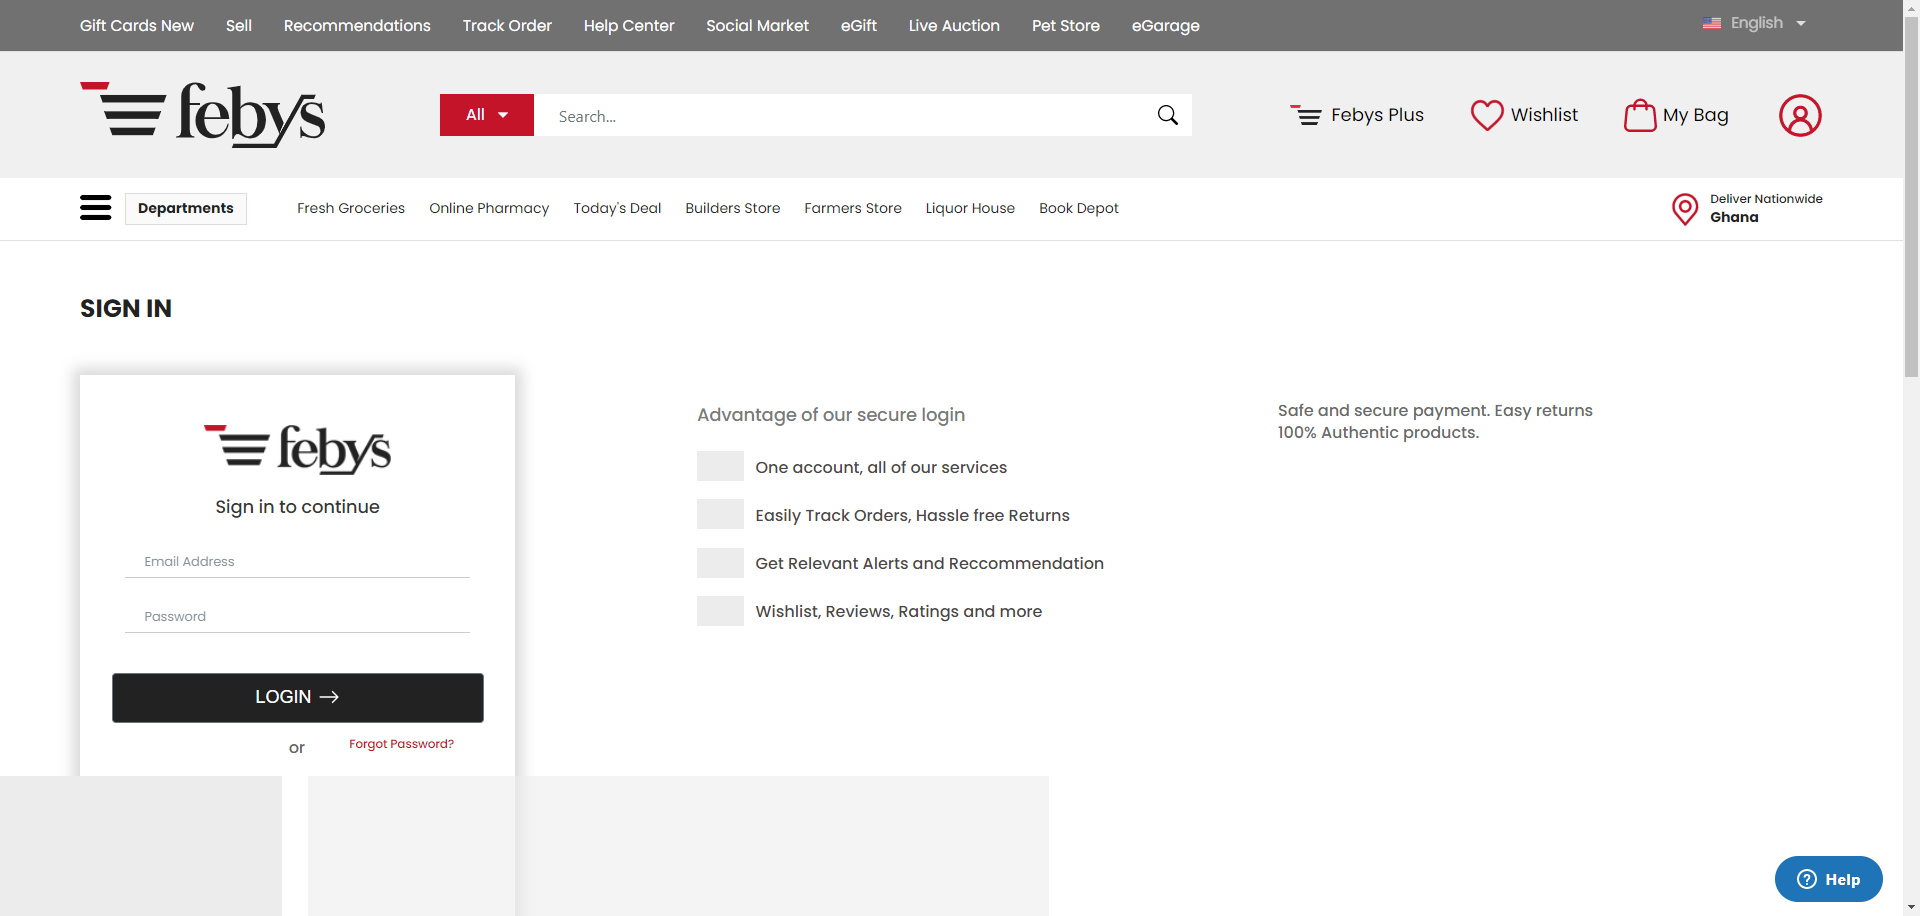 Gift Cards New Sell Recommendations Track Order Help Center Social Market eGift Live Auction Pet Store eGarage English
febys All Search... Febys Plus Wishlist My Bag
Departments Fresh Groceries Online Pharmacy Today's Deal Builders Store Farmers Store Liquor House Book Depot
Deliver Nationwide
Ghana
SIGN IN
febys
Sign in to continue
Email Address
Password
LOGIN
or Forgot Password?
Advantage of our secure login
One account, all of our services
Easily Track Orders, Hassle free Returns
Get Relevant Alerts and Reccommendation
Wishlist, Reviews, Ratings and more
Safe and secure payment. Easy returns
100% Authentic products.
Help